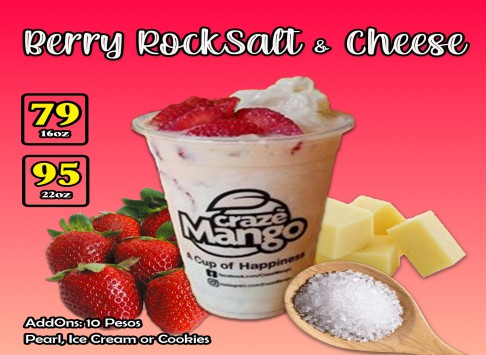 Berry RockSalt & Cheese
79
16oz
95
22oz
craze
Mango
A Cup of Happiness
AddOns: 10 Pesos
Pearl, Ice Cream or Cookies